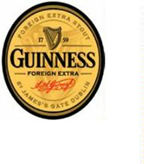 FOREIGN EXTRA STOUT
17 59
GUINNESS
FOREIGN EXTRA
ST JAMES'S GATE DUBLIN